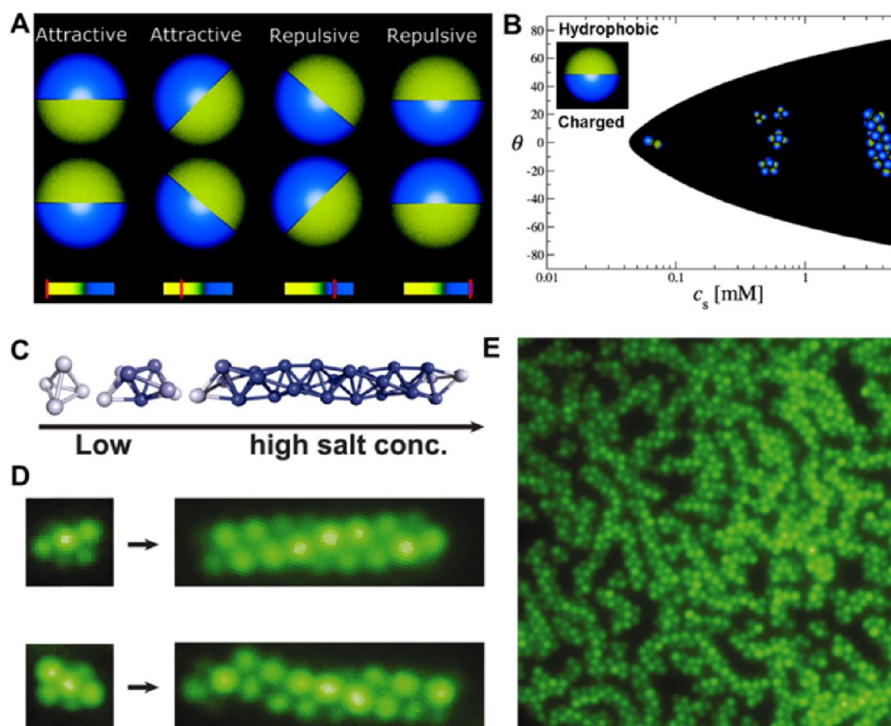 A
Attractive Attractive Repulsive Repulsive
B
Hydrophobic
Charged
θ
80
60
40
20
0
-20
-40
-60
-80
0.01 0.1 1
cs [mM]
C
Low high salt conc.
D
E